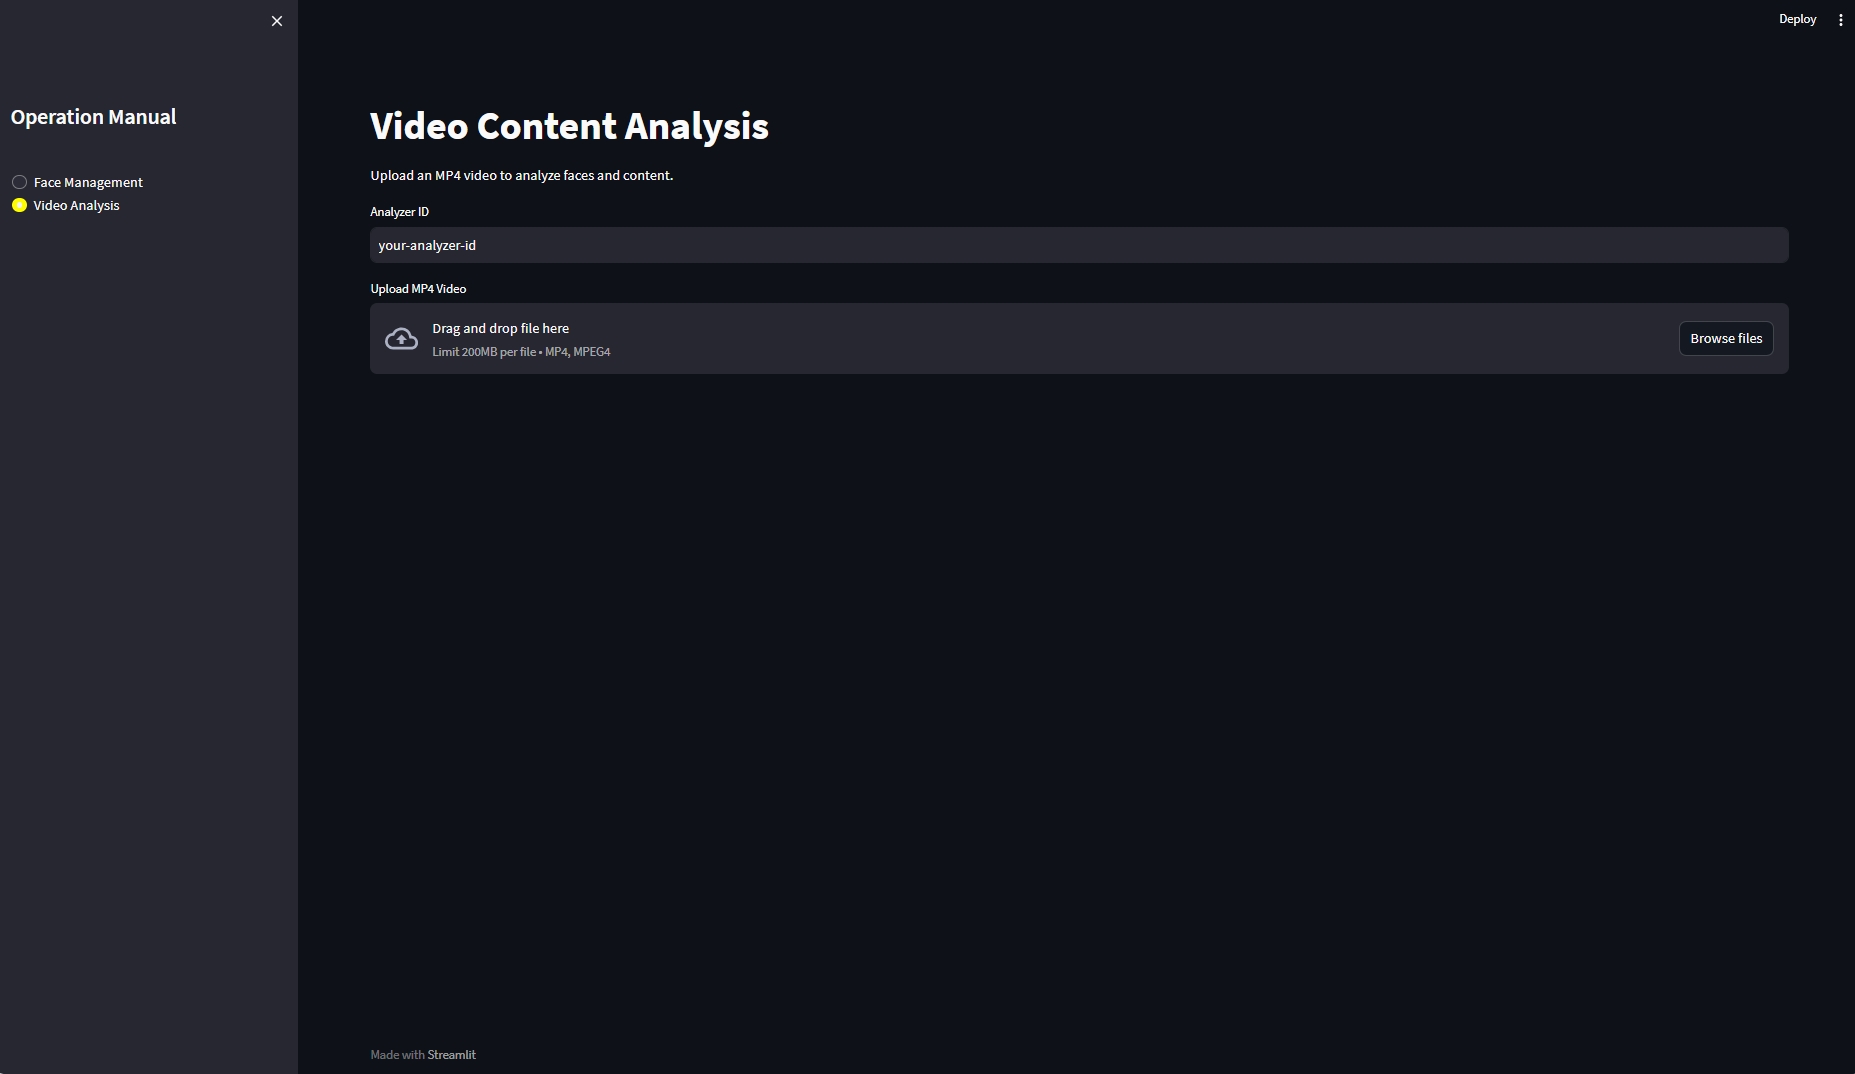 Deploy
Operation Manual
Face Management
Video Analysis
Video Content Analysis
Upload an MP4 video to analyze faces and content.
Analyzer ID
your-analyzer-id
Upload MP4 Video
Drag and drop file here
Limit 200MB per file • MP4, MPEG4
Browse files
Made with Streamlit